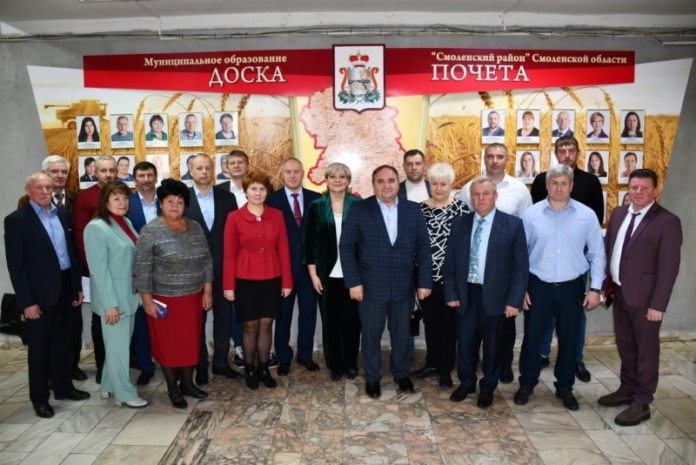 Муниципальное образование
"Смоленский район" Смоленской области
ДОСКА
ПОЧЕТА